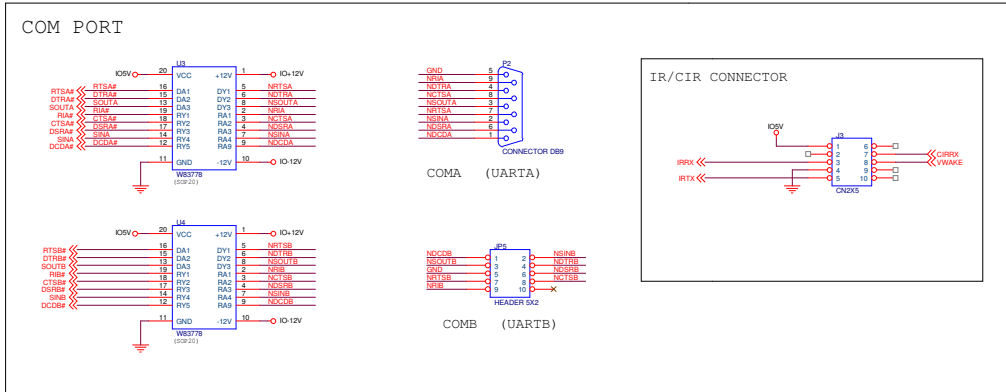 COM PORT
U3
IO5V 20 VCC +12V 1 IO+12V
RTSA# RTSA# 16 DA1 DY1 5 NRTSA
DTRA# DTRA# 15 DA2 DY2 6 NDTRA
SOUTA SOUTA 13 DA3 DY3 8 NSOUTA
RIA# RIA# 19 RY1 RA1 2 NRIA
CTSA# CTSA# 18 RY2 RA2 3 NCTSA
DSRA# DSRA# 17 RY3 RA3 4 NDSRA
SINA SINA 14 RY4 RA4 7 NSINA
DCDA# DCDA# 12 RY5 RA9 9 NDCDA
11 GND -12V 10 IO-12V
W83778
(SOP20)
P2
GND 5
NRIA 9
NDTRA 4
NCTSA 8
NSOUTA 3
NRTSA 7
NSINA 2
NDSRA 6
NDCDA 1
CONNECTOR DB9
COMA (UARTA)
IR/CIR CONNECTOR
IO5V
J3
1 6
2 7 CIRRX
IRRX 3 8 VWAKE
4 9
IRTX 5 10
CN2X5
U4
IO5V 20 VCC +12V 1 IO+12V
RTSB# 16 DA1 DY1 5 NRTSB
DTRB# 15 DA2 DY2 6 NDTRB
SOUTB 13 DA3 DY3 8 NSOUTB
RIB# 19 RY1 RA1 2 NRIB
CTSB# 18 RY2 RA2 3 NCTSB
DSRB# 17 RY3 RA3 4 NDSRB
SINB 14 RY4 RA4 7 NSINB
DCDB# 12 RY5 RA9 9 NDCDB
11 GND -12V 10 IO-12V
W83778
(SOP20)
JP5
NDCDB 1 2 NSINB
NSOUTB 3 4 NDTRB
GND 5 6 NDSRB
NRTSB 7 8 NCTSB
NRIB 9 10
HEADER 5X2
COMB (UARTB)